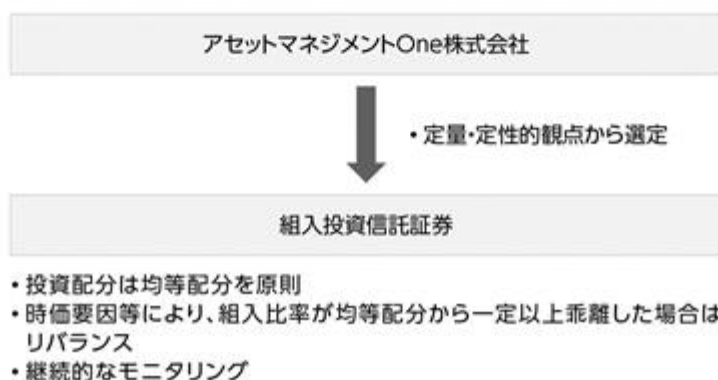 アセットマネジメントOne株式会社
・定量・定性的観点から選定
組入投資信託証券
・投資配分は均等配分を原則
・時価要因等により、組入比率が均等配分から一定以上乖離した場合は
リバランス
・継続的なモニタリング